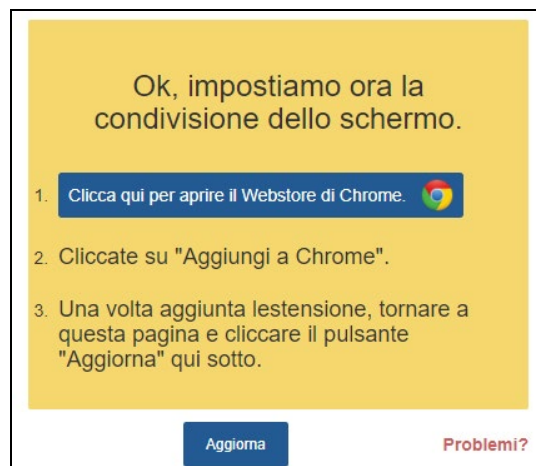 Ok, impostiamo ora la
condivisione dello schermo.
1. Clicca qui per aprire il Webstore di Chrome.
2. Cliccate su "Aggiungi a Chrome".
3. Una volta aggiunta lestensione, tornare a
questa pagina e cliccare il pulsante
"Aggiorna" qui sotto.
Aggiorna
Problemi?